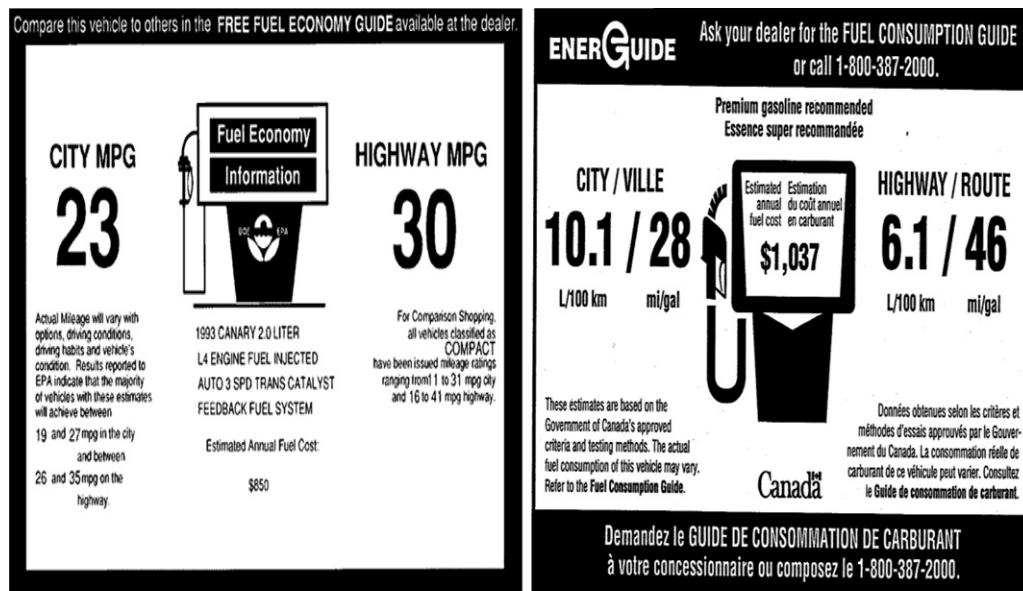 Compare this vehicle to others in the FREE FUEL ECONOMY GUIDE available at the dealer.
CITY MPG
23
Fuel Economy
Information
DOE EPA
HIGHWAY MPG
30
Actual Mileage will vary with
options, driving conditions,
driving habits and vehicle's
condition. Results reported to
EPA indicate that the majority
of vehicles with these estimates
will achieve between
19 and 27mpg in the city
and between
26 and 35mpg on the
highway.
1993 CANARY 2.0 LITER
L4 ENGINE FUEL INJECTED
AUTO 3 SPD TRANS CATALYST
FEEDBACK FUEL SYSTEM
Estimated Annual Fuel Cost:
$850
For Comparison Shopping,
all vehicles classified as
COMPACT
have been issued mileage ratings
ranging from11 to 31 mpg city
and 16 to 41 mpg highway.
ENERGUIDE
Ask your dealer for the FUEL CONSUMPTION GUIDE
or call 1-800-387-2000.
Premium gasoline recommended
Essence super recommandée
CITY / VILLE
10.1 / 28
L/100 km mi/gal
Estimated Estimation
annual du coût annuel
fuel cost en carburant
$1,037
HIGHWAY / ROUTE
6.1 / 46
L/100 km mi/gal
These estimates are based on the
Government of Canada's approved
criteria and testing methods. The actual
fuel consumption of this vehicle may vary.
Refer to the Fuel Consumption Guide.
Canada
Données obtenues selon les critères et
méthodes d'essais approuvés par le Gouver-
nement du Canada. La consommation réelle de
carburant de ce véhicule peut varier. Consultez
le Guide de consommation de carburant.
Demandez le GUIDE DE CONSOMMATION DE CARBURANT
à votre concessionnaire ou composez le 1-800-387-2000.